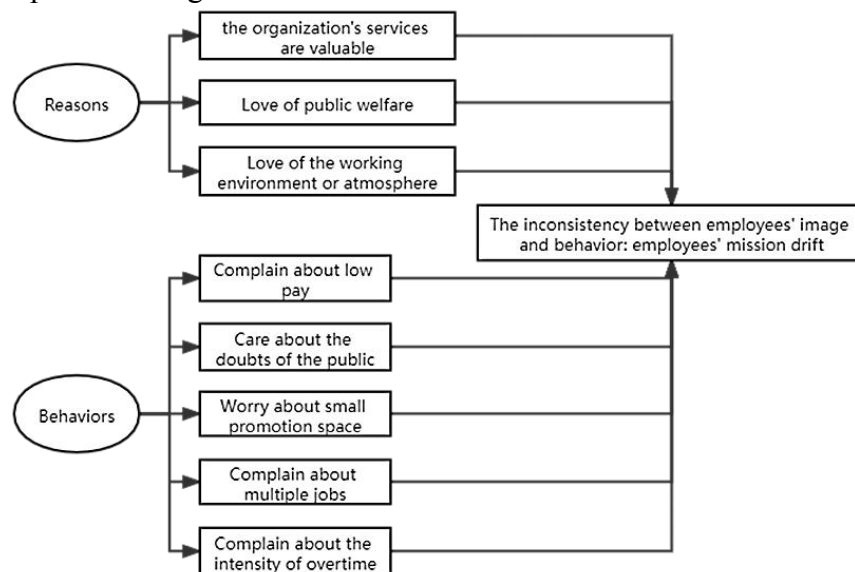 the organization's services
are valuable
Reasons
Love of public welfare
Love of the working
environment or atmosphere
The inconsistency between employees' image
and behavior: employees' mission drift
Complain about low
pay
Care about the
doubts of the public
Behaviors
Worry about small
promotion space
Complain about
multiple jobs
Complain about the
intensity of overtime